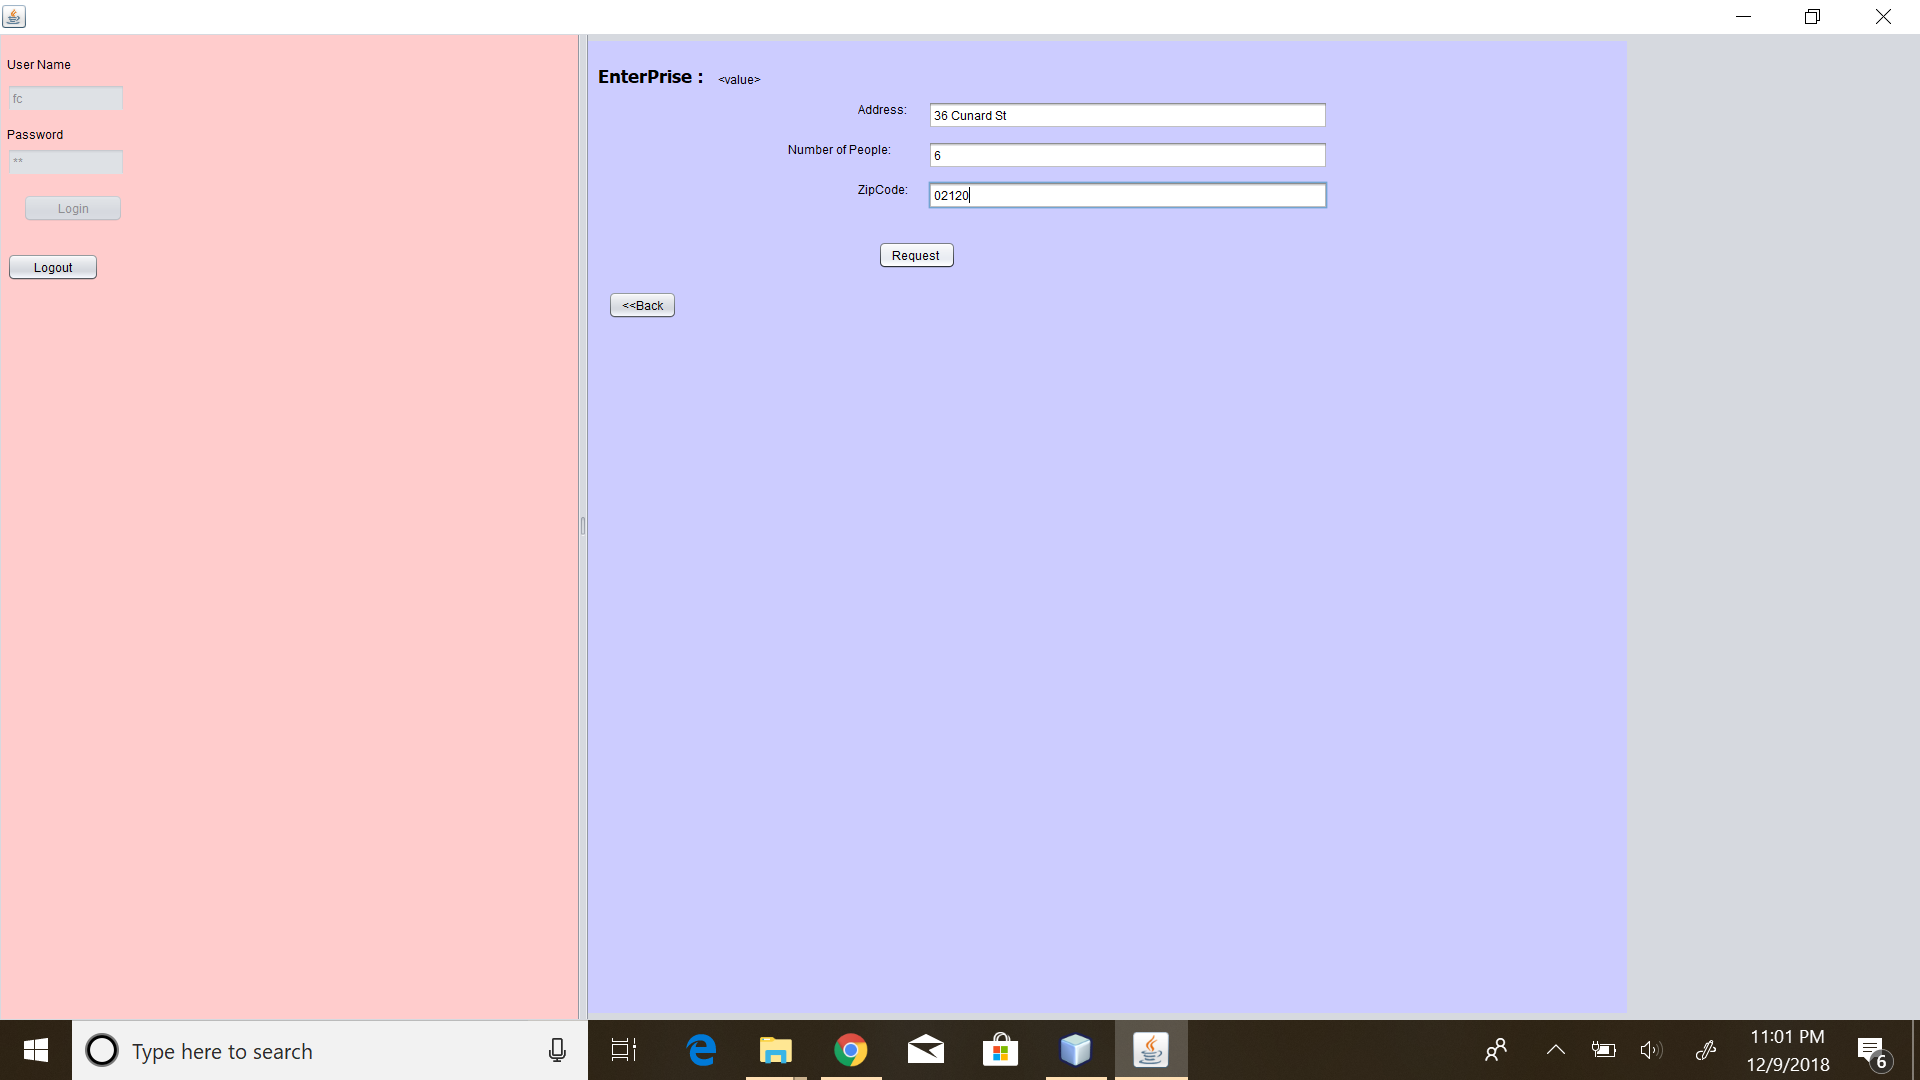 User Name
fc
Password
**
Login
Logout
EnterPrise : <value>
Address: 36 Cunard St
Number of People: 6
ZipCode: 02120
Request
<<Back
Type here to search
11:01 PM
12/9/2018
6